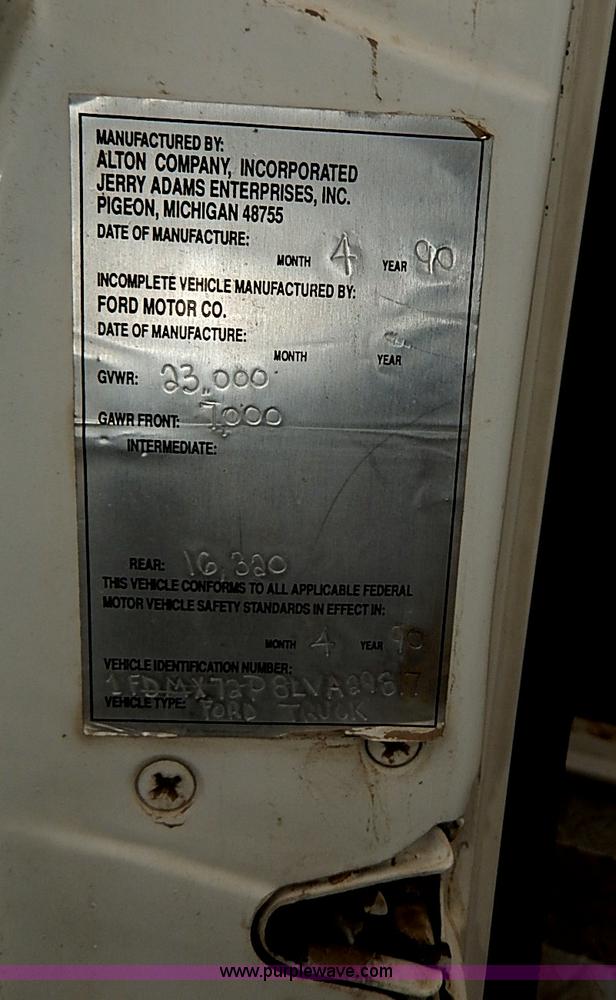 MANUFACTURED BY:
ALTON COMPANY, INCORPORATED
JERRY ADAMS ENTERPRISES, INC.
PIGEON, MICHIGAN 48755
DATE OF MANUFACTURE:
MONTH 4 YEAR 90
INCOMPLETE VEHICLE MANUFACTURED BY:
FORD MOTOR CO.
DATE OF MANUFACTURE:
MONTH YEAR
GVWR: 23,000
GAWR FRONT: 7,000
INTERMEDIATE:
REAR: 16,320
THIS VEHICLE CONFORMS TO ALL APPLICABLE FEDERAL
MOTOR VEHICLE SAFETY STANDARDS IN EFFECT IN:
MONTH 4 YEAR 90
VEHICLE IDENTIFICATION NUMBER:
VEHICLE TYPE: FORD TRUCK
www.purplewave.com